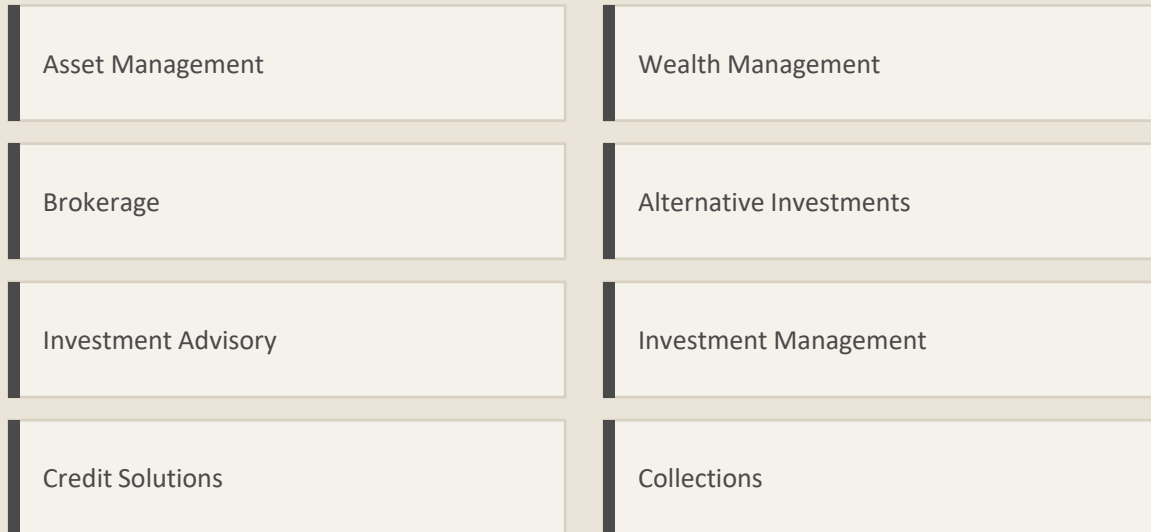 Asset Management
Wealth Management
Brokerage
Alternative Investments
Investment Advisory
Investment Management
Credit Solutions
Collections